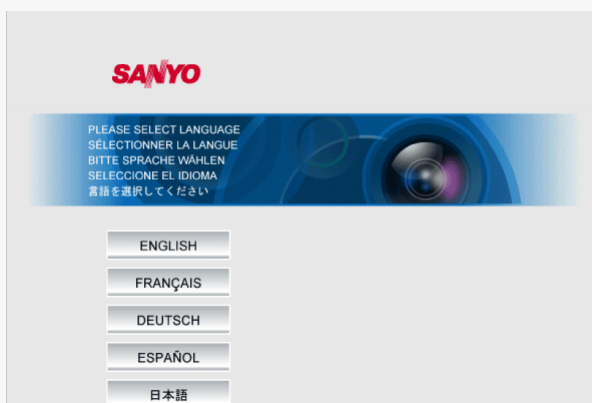 SANYO
PLEASE SELECT LANGUAGE
SÉLECTIONNER LA LANGUE
BITTE SPRACHE WÄHLEN
SELECCIONE EL IDIOMA
言語を選択してください
ENGLISH
FRANÇAIS
DEUTSCH
ESPAÑOL
日本語